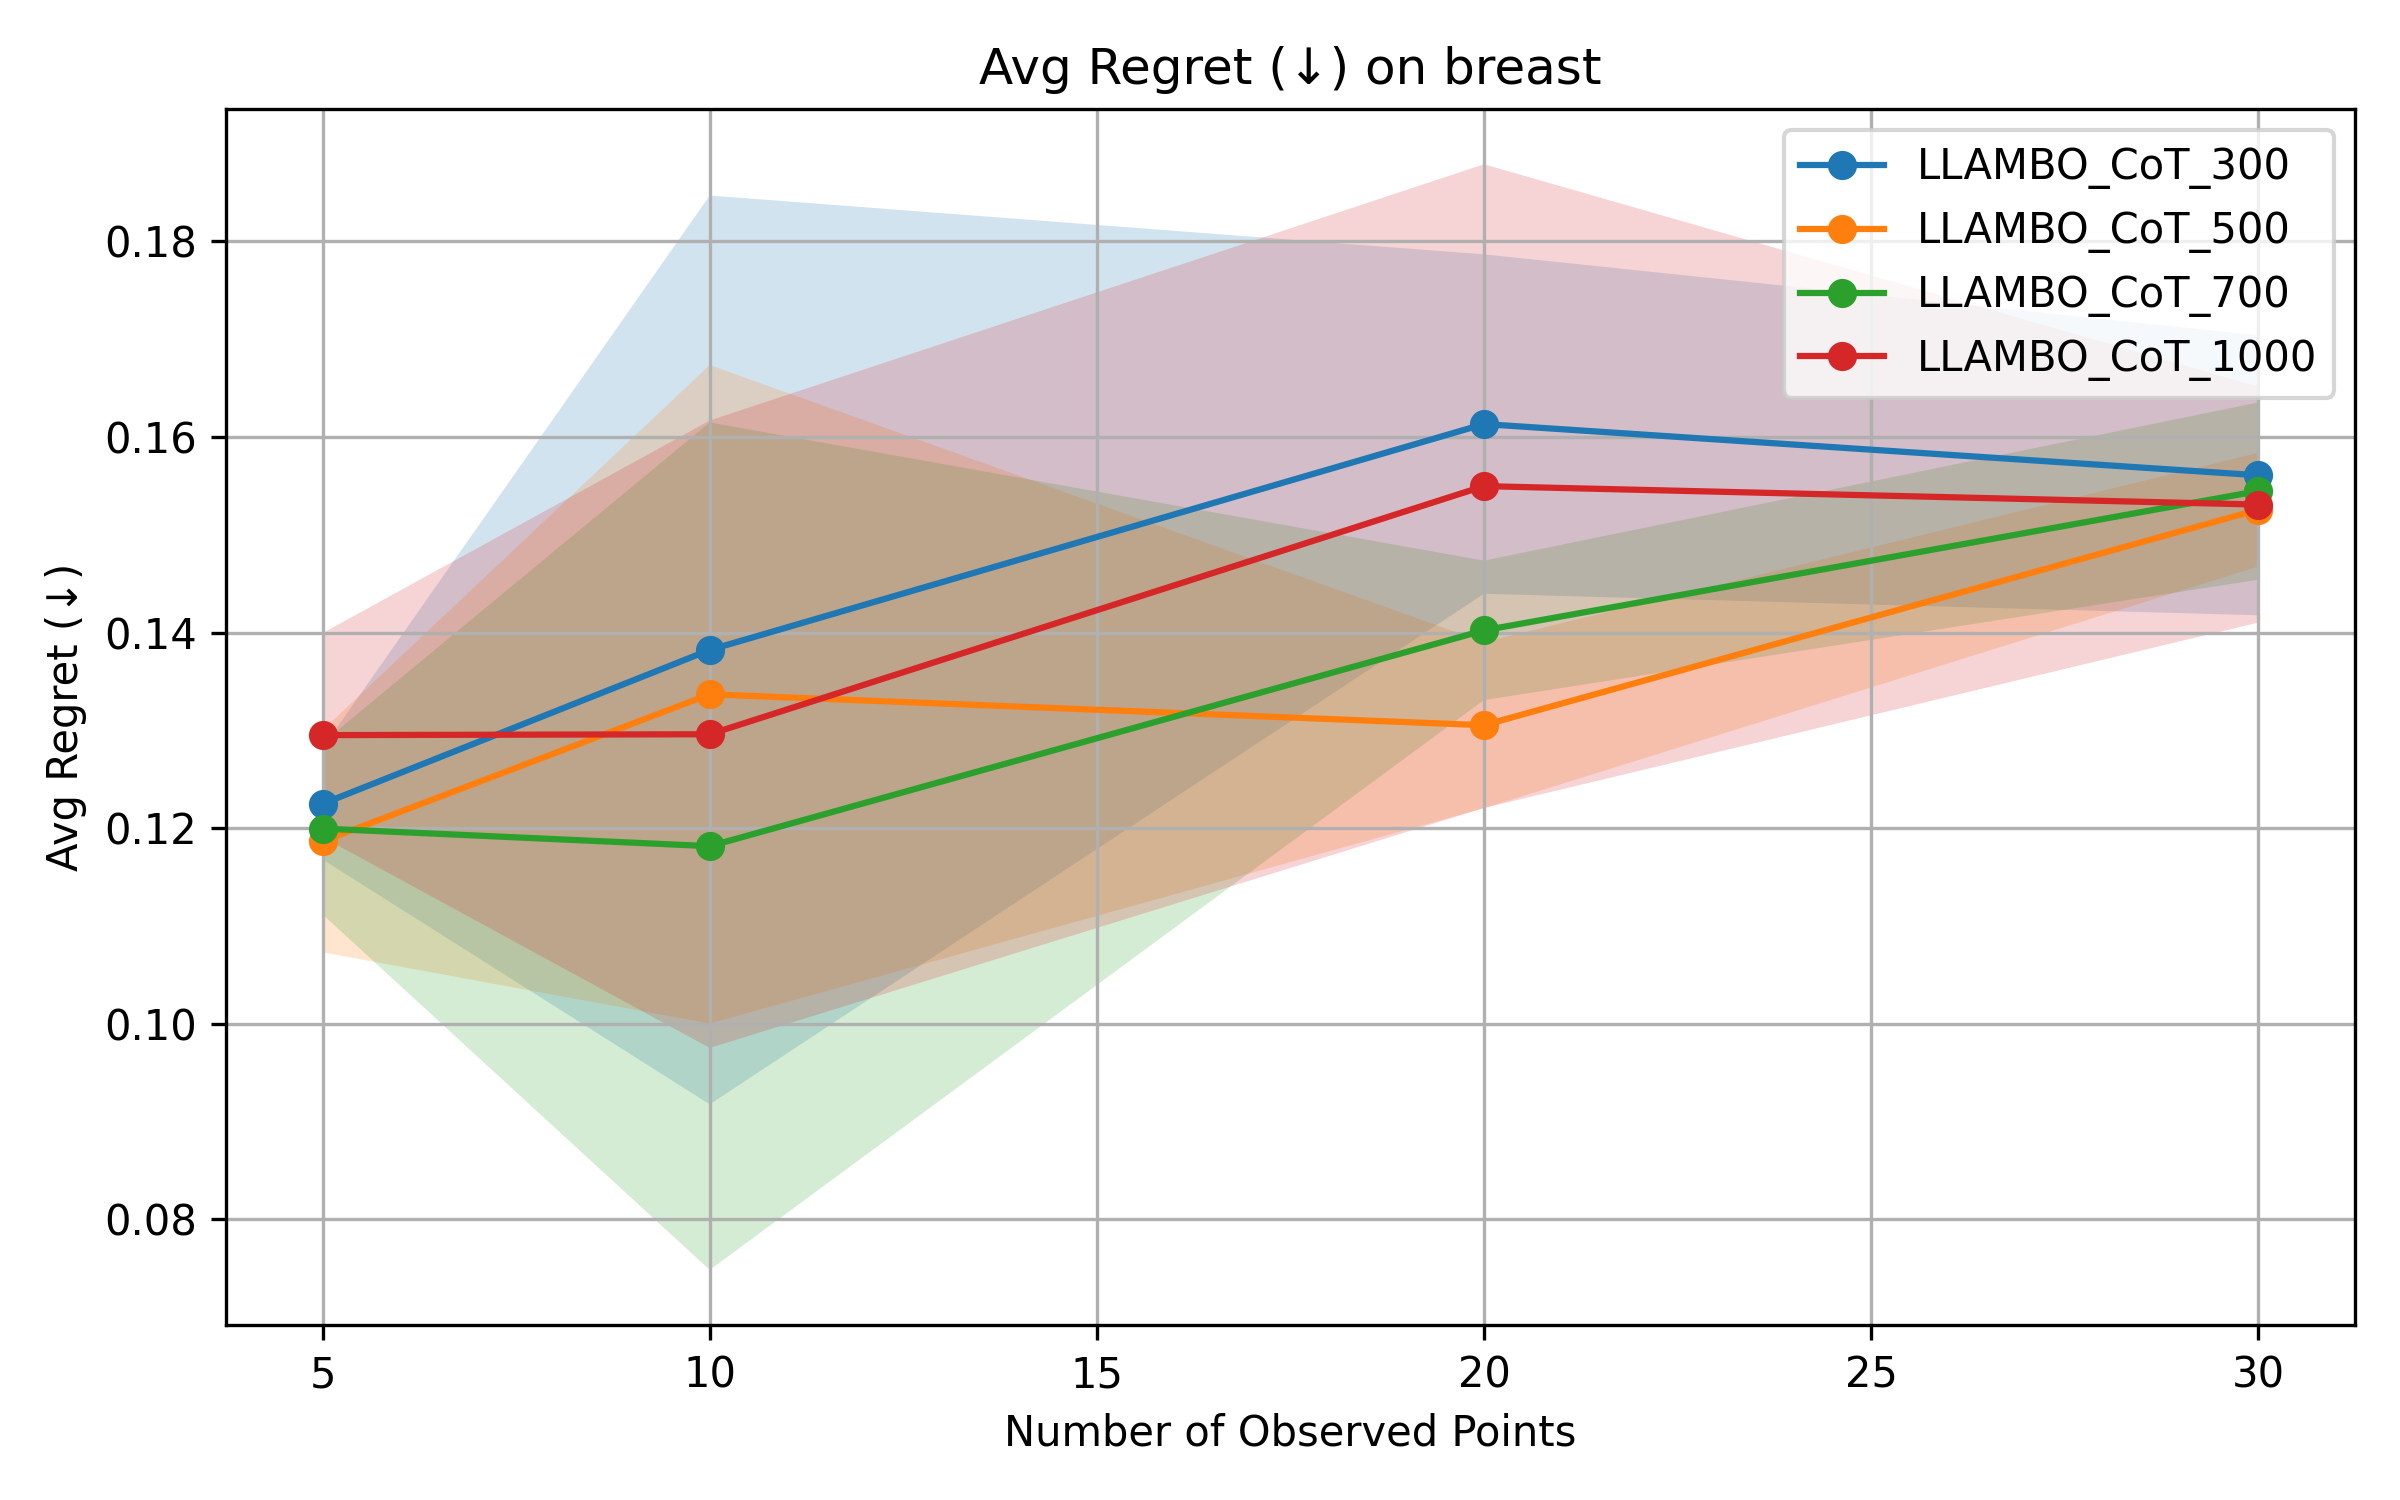 Avg Regret (↓) on breast
LLAMBO_CoT_300
LLAMBO_CoT_500
LLAMBO_CoT_700
LLAMBO_CoT_1000
Avg Regret (↓)
0.18
0.16
0.14
0.12
0.10
0.08
5 10 15 20 25 30
Number of Observed Points